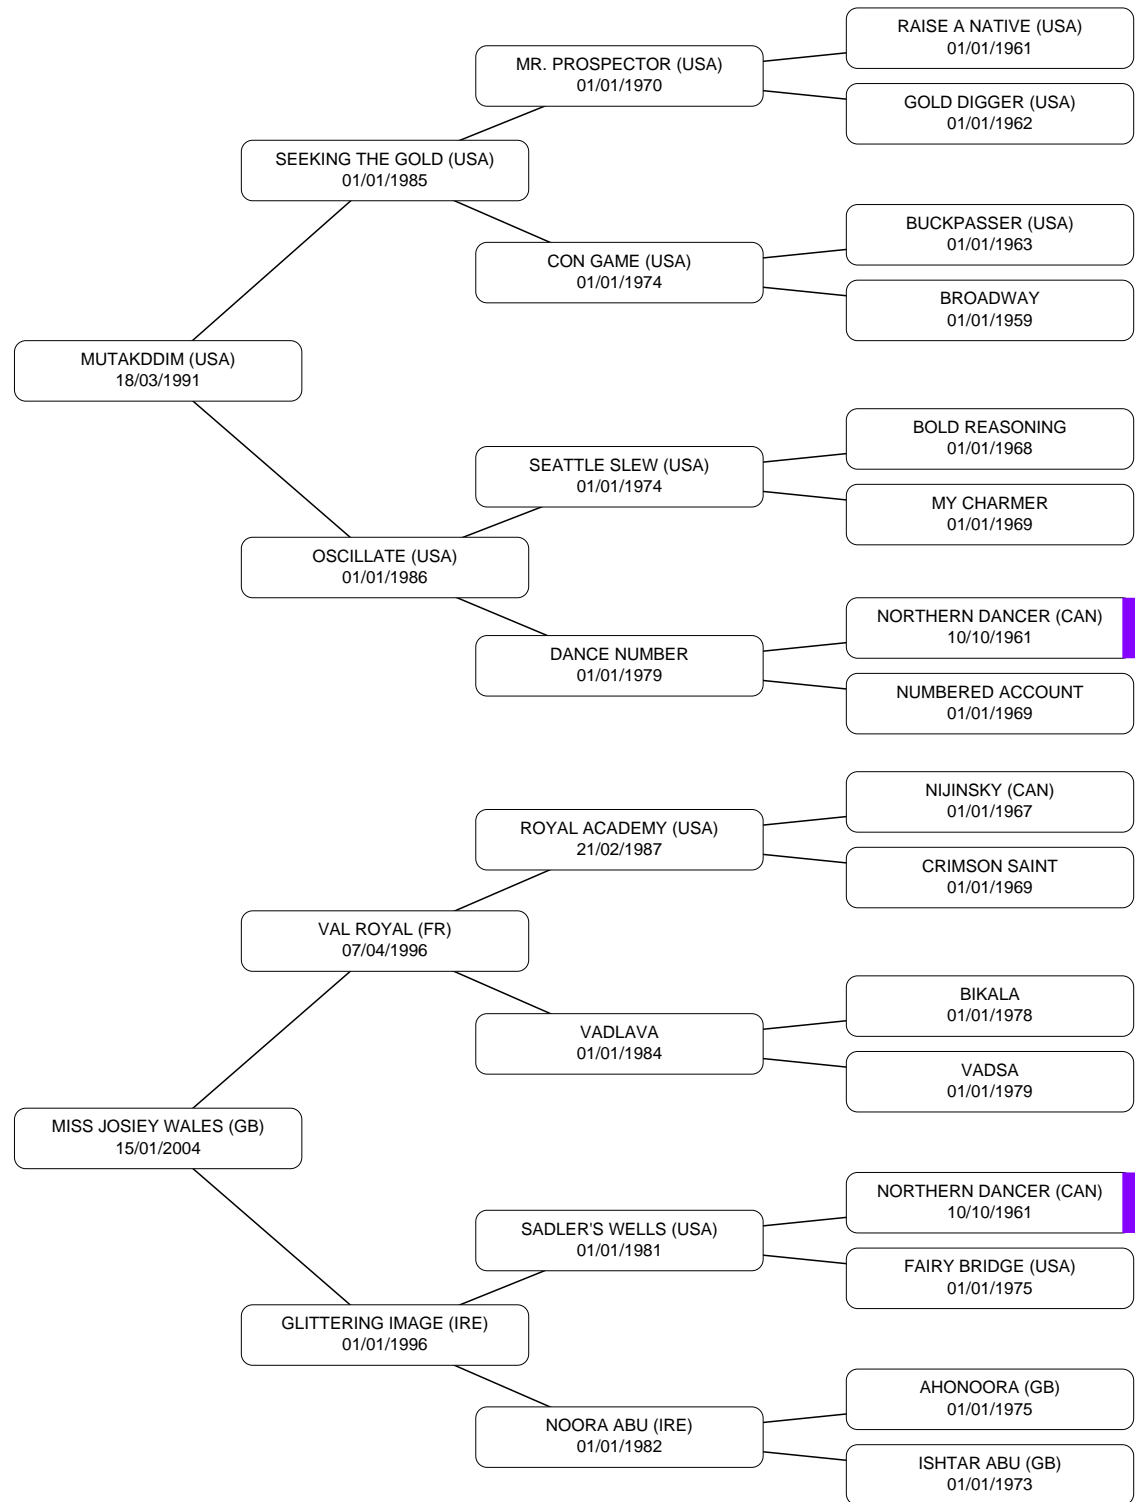 RAISE A NATIVE (USA)
01/01/1961
MR. PROSPECTOR (USA)
01/01/1970
GOLD DIGGER (USA)
01/01/1962
SEEKING THE GOLD (USA)
01/01/1985
BUCKPASSER (USA)
01/01/1963
CON GAME (USA)
01/01/1974
BROADWAY
01/01/1959
MUTAKDDIM (USA)
18/03/1991
BOLD REASONING
01/01/1968
SEATTLE SLEW (USA)
01/01/1974
MY CHARMER
01/01/1969
OSCILLATE (USA)
01/01/1986
NORTHERN DANCER (CAN)
10/10/1961
DANCE NUMBER
01/01/1979
NUMBERED ACCOUNT
01/01/1969
NIJINSKY (CAN)
01/01/1967
ROYAL ACADEMY (USA)
21/02/1987
CRIMSON SAINT
01/01/1969
VAL ROYAL (FR)
07/04/1996
BIKALA
01/01/1978
VADLAVA
01/01/1984
VADSA
01/01/1979
MISS JOSIEY WALES (GB)
15/01/2004
NORTHERN DANCER (CAN)
10/10/1961
SADLER'S WELLS (USA)
01/01/1981
FAIRY BRIDGE (USA)
01/01/1975
GLITTERING IMAGE (IRE)
01/01/1996
AHONOORA (GB)
01/01/1975
NOORA ABU (IRE)
01/01/1982
ISHTAR ABU (GB)
01/01/1973